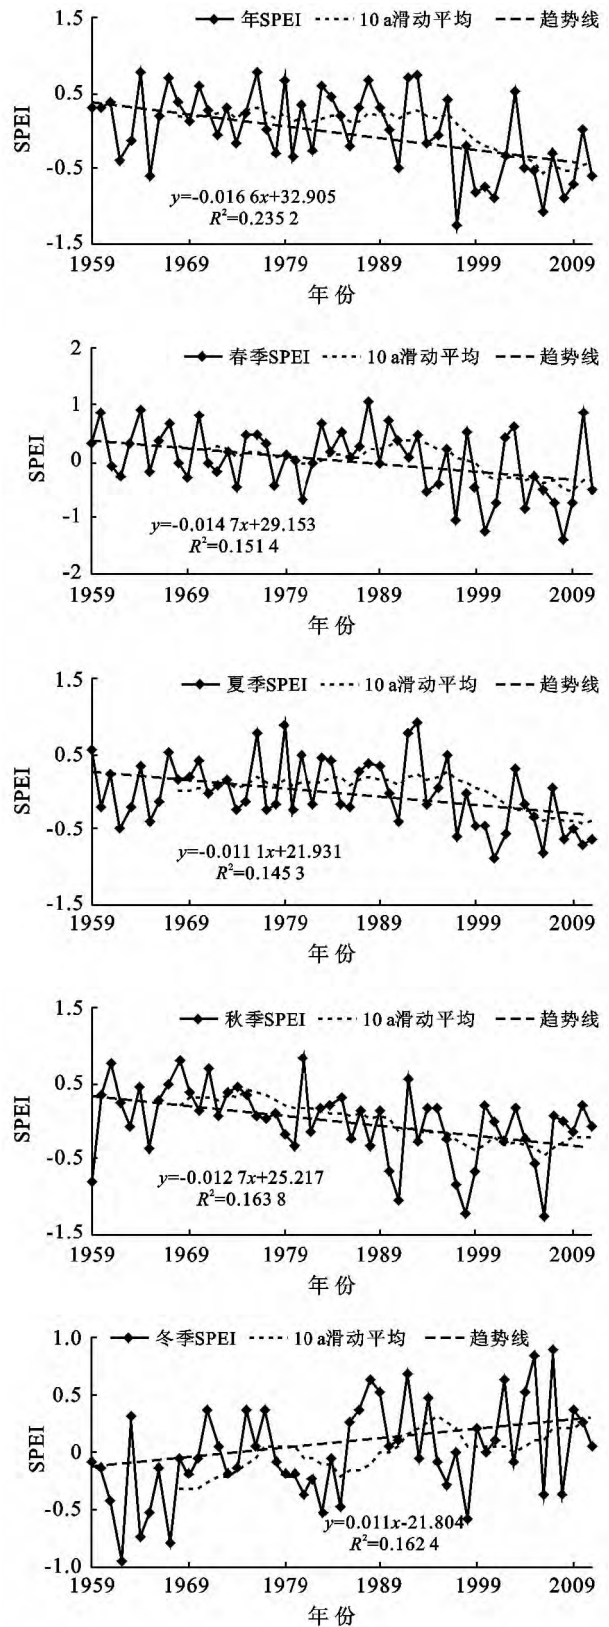 年SPEI 10 a滑动平均 趋势线
1.5
0.5
-0.5
-1.5
SPEI
y=-0.016 6x+32.905
R²=0.235 2
1959 1969 1979 1989 1999 2009
年 份
春季SPEI 10 a滑动平均 趋势线
2
1
0
-1
-2
SPEI
y=-0.014 7x+29.153
R²=0.151 4
1959 1969 1979 1989 1999 2009
年 份
夏季SPEI 10 a滑动平均 趋势线
1.5
0.5
-0.5
-1.5
SPEI
y=-0.011 1x+21.931
R²=0.145 3
1959 1969 1979 1989 1999 2009
年 份
秋季SPEI 10 a滑动平均 趋势线
1.5
0.5
-0.5
-1.5
SPEI
y=-0.012 7x+25.217
R²=0.163 8
1959 1969 1979 1989 1999 2009
年 份
冬季SPEI 10 a滑动平均 趋势线
1.0
0.5
0
-0.5
-1.0
SPEI
y=0.011x-21.804
R²=0.162 4
1959 1969 1979 1989 1999 2009
年 份